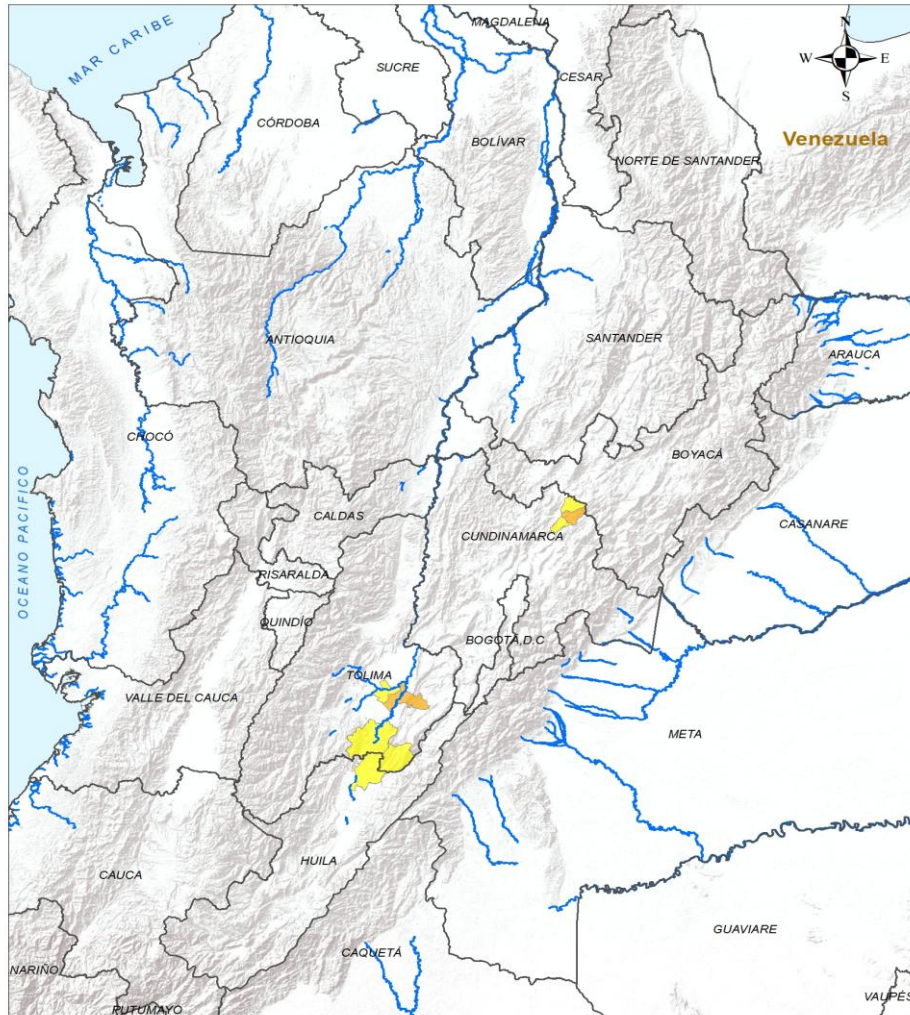 MAGDALENA
N
MAR CARIBE
W
E
SUCRE
CESAR
S
CÓRDOBA
BOLÍVAR
Venezuela
NORTE DE SANTANDER
ANTIOQUIA
SANTANDER
ARAUCA
CHOCÓ
BOYACÁ
CALDAS
CASANARE
CUNDINAMARCA
OCEANO PACIFICO
RISARALDA
QUINDÍO
BOGOTÁ,D.C
TOLIMA
VALLE DEL CAUCA
META
HUILA
CAUCA
GUAVIARE
CAQUETÁ
NARIÑO
VAUPÉS
PUTUMAYO